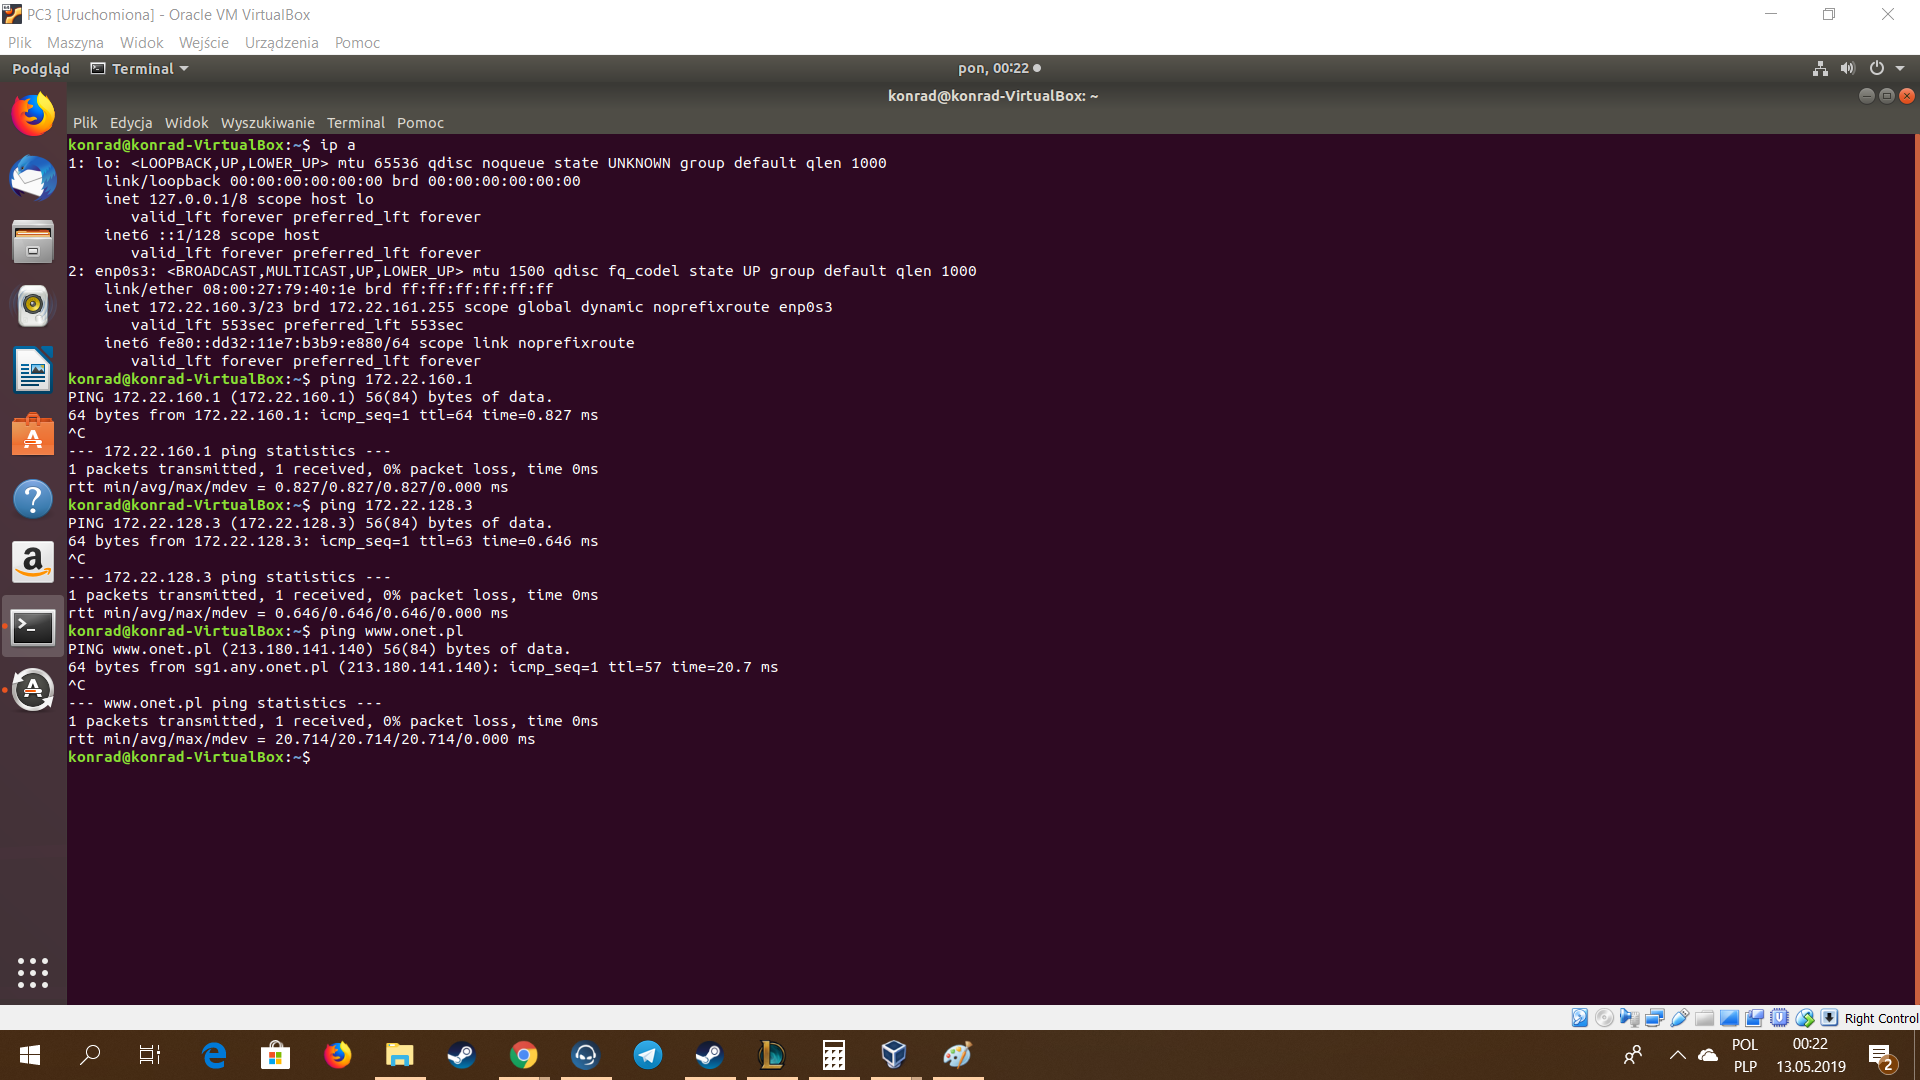 PC3 [Uruchomiona] - Oracle VM VirtualBox
Plik Maszyna Widok Wejście Urządzenia Pomoc
Podgląd Terminal pon, 00:22
konrad@konrad-VirtualBox: ~
Plik Edycja Widok Wyszukiwanie Terminal Pomoc
konrad@konrad-VirtualBox:~$ ip a
1: lo: <LOOPBACK,UP,LOWER_UP> mtu 65536 qdisc noqueue state UNKNOWN group default qlen 1000
    link/loopback 00:00:00:00:00:00 brd 00:00:00:00:00:00
    inet 127.0.0.1/8 scope host lo
       valid_lft forever preferred_lft forever
    inet6 ::1/128 scope host
       valid_lft forever preferred_lft forever
2: enp0s3: <BROADCAST,MULTICAST,UP,LOWER_UP> mtu 1500 qdisc fq_codel state UP group default qlen 1000
    link/ether 08:00:27:79:40:1e brd ff:ff:ff:ff:ff:ff
    inet 172.22.160.3/23 brd 172.22.161.255 scope global dynamic noprefixroute enp0s3
       valid_lft 553sec preferred_lft 553sec
    inet6 fe80::dd32:11e7:b3b9:e880/64 scope link noprefixroute
       valid_lft forever preferred_lft forever
konrad@konrad-VirtualBox:~$ ping 172.22.160.1
PING 172.22.160.1 (172.22.160.1) 56(84) bytes of data.
64 bytes from 172.22.160.1: icmp_seq=1 ttl=64 time=0.827 ms
^C
--- 172.22.160.1 ping statistics ---
1 packets transmitted, 1 received, 0% packet loss, time 0ms
rtt min/avg/max/mdev = 0.827/0.827/0.827/0.000 ms
konrad@konrad-VirtualBox:~$ ping 172.22.128.3
PING 172.22.128.3 (172.22.128.3) 56(84) bytes of data.
64 bytes from 172.22.128.3: icmp_seq=1 ttl=63 time=0.646 ms
^C
--- 172.22.128.3 ping statistics ---
1 packets transmitted, 1 received, 0% packet loss, time 0ms
rtt min/avg/max/mdev = 0.646/0.646/0.646/0.000 ms
konrad@konrad-VirtualBox:~$ ping www.onet.pl
PING www.onet.pl (213.180.141.140) 56(84) bytes of data.
64 bytes from sg1.any.onet.pl (213.180.141.140): icmp_seq=1 ttl=57 time=20.7 ms
^C
--- www.onet.pl ping statistics ---
1 packets transmitted, 1 received, 0% packet loss, time 0ms
rtt min/avg/max/mdev = 20.714/20.714/20.714/0.000 ms
konrad@konrad-VirtualBox:~$
Right Control
POL 00:22
PLP 13.05.2019 2